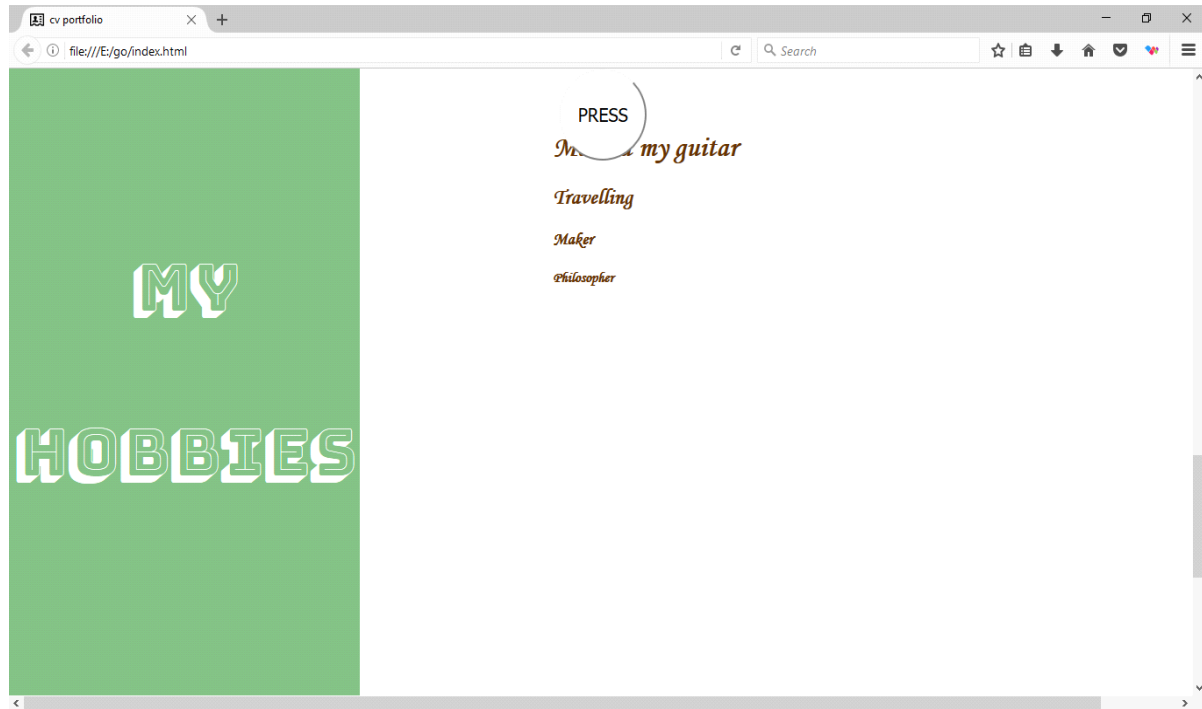 cv portfolio
file:///E:/go/index.html
Search
PRESS
my guitar
Travelling
Maker
Philosopher
MY
HOBBIES